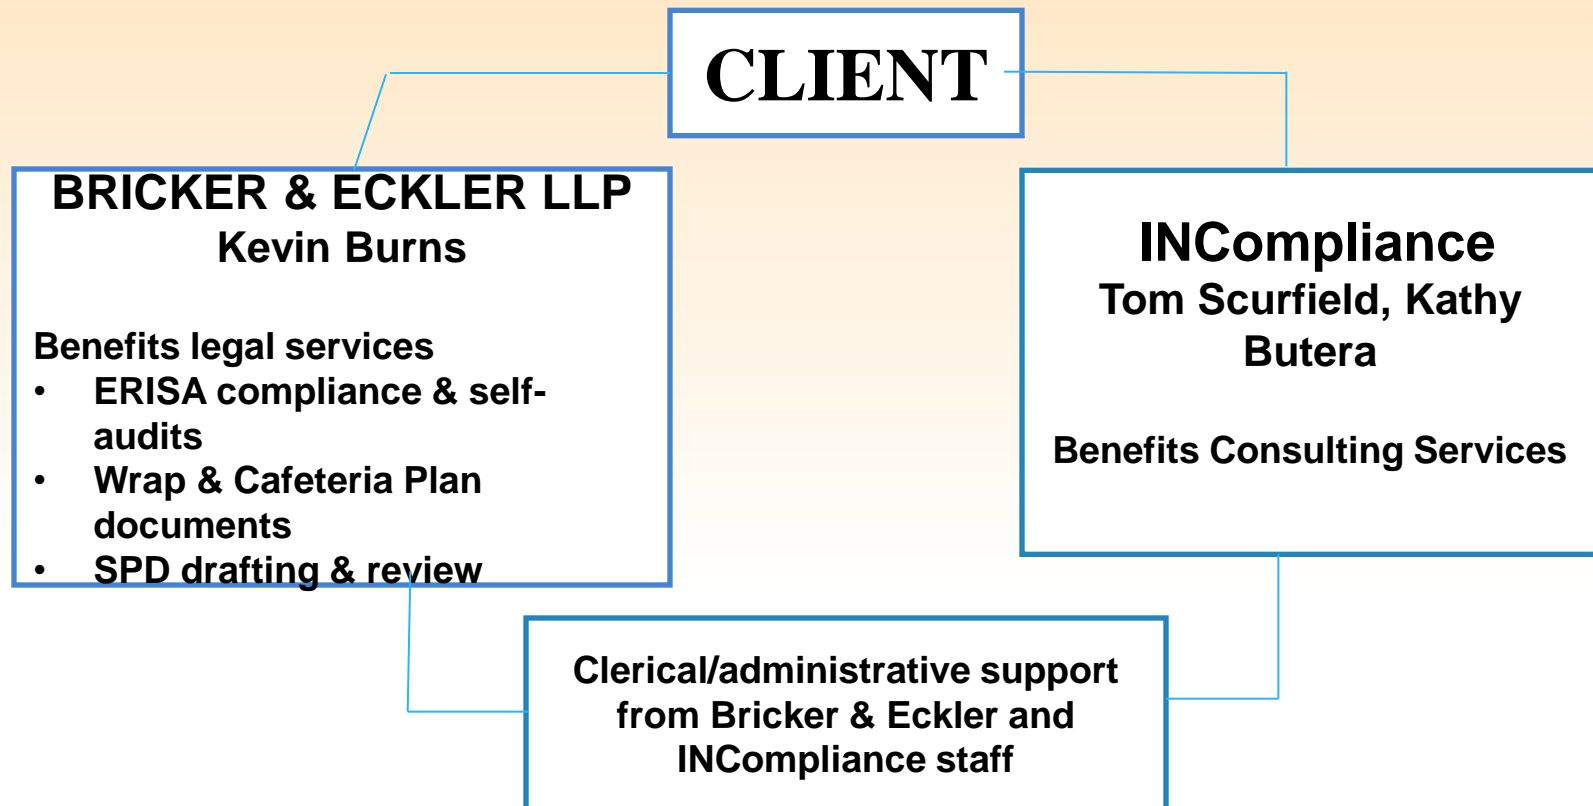 CLIENT
BRICKER & ECKLER LLP
Kevin Burns
Benefits legal services
• ERISA compliance & self-
audits
• Wrap & Cafeteria Plan
documents
• SPD drafting & review
INCompliance
Tom Scurfield, Kathy
Butera
Benefits Consulting Services
Clerical/administrative support
from Bricker & Eckler and
INCompliance staff